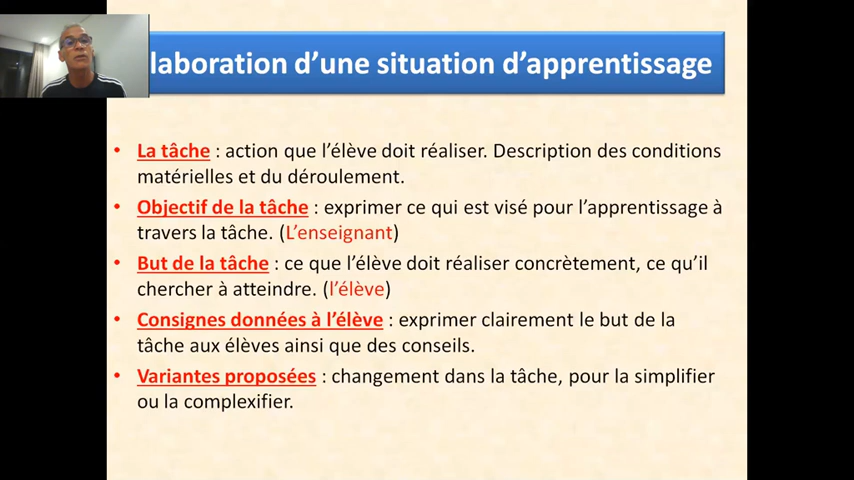 laboration d'une situation d'apprentissage
• La tâche : action que l'élève doit réaliser. Description des conditions
matérielles et du déroulement.
• Objectif de la tâche : exprimer ce qui est visé pour l'apprentissage à
travers la tâche. (L'enseignant)
• But de la tâche : ce que l'élève doit réaliser concrètement, ce qu'il
chercher à atteindre. (l'élève)
• Consignes données à l'élève : exprimer clairement le but de la
tâche aux élèves ainsi que des conseils.
• Variantes proposées : changement dans la tâche, pour la simplifier
ou la complexifier.